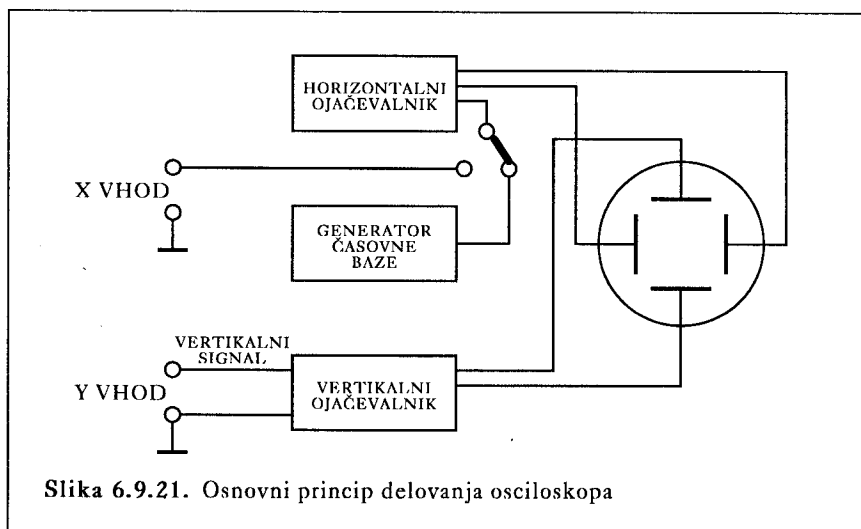 HORIZONTALNI
OJAČEVALNIK
X VHOD
GENERATOR
ČASOVNE
BAZE
VERTIKALNI
SIGNAL
Y VHOD
VERTIKALNI
OJAČEVALNIK
Slika 6.9.21. Osnovni princip delovanja osciloskopa